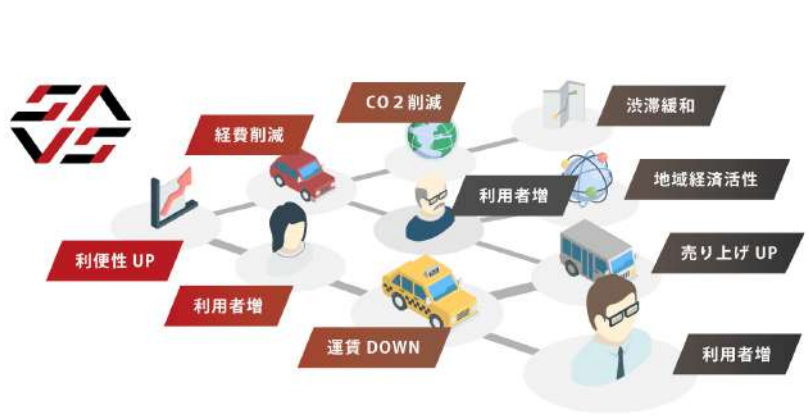 SAVS
CO2削減
渋滞緩和
経費削減
地域経済活性
利用者増
利便性 UP
売り上げ UP
利用者増
運賃 DOWN
利用者増